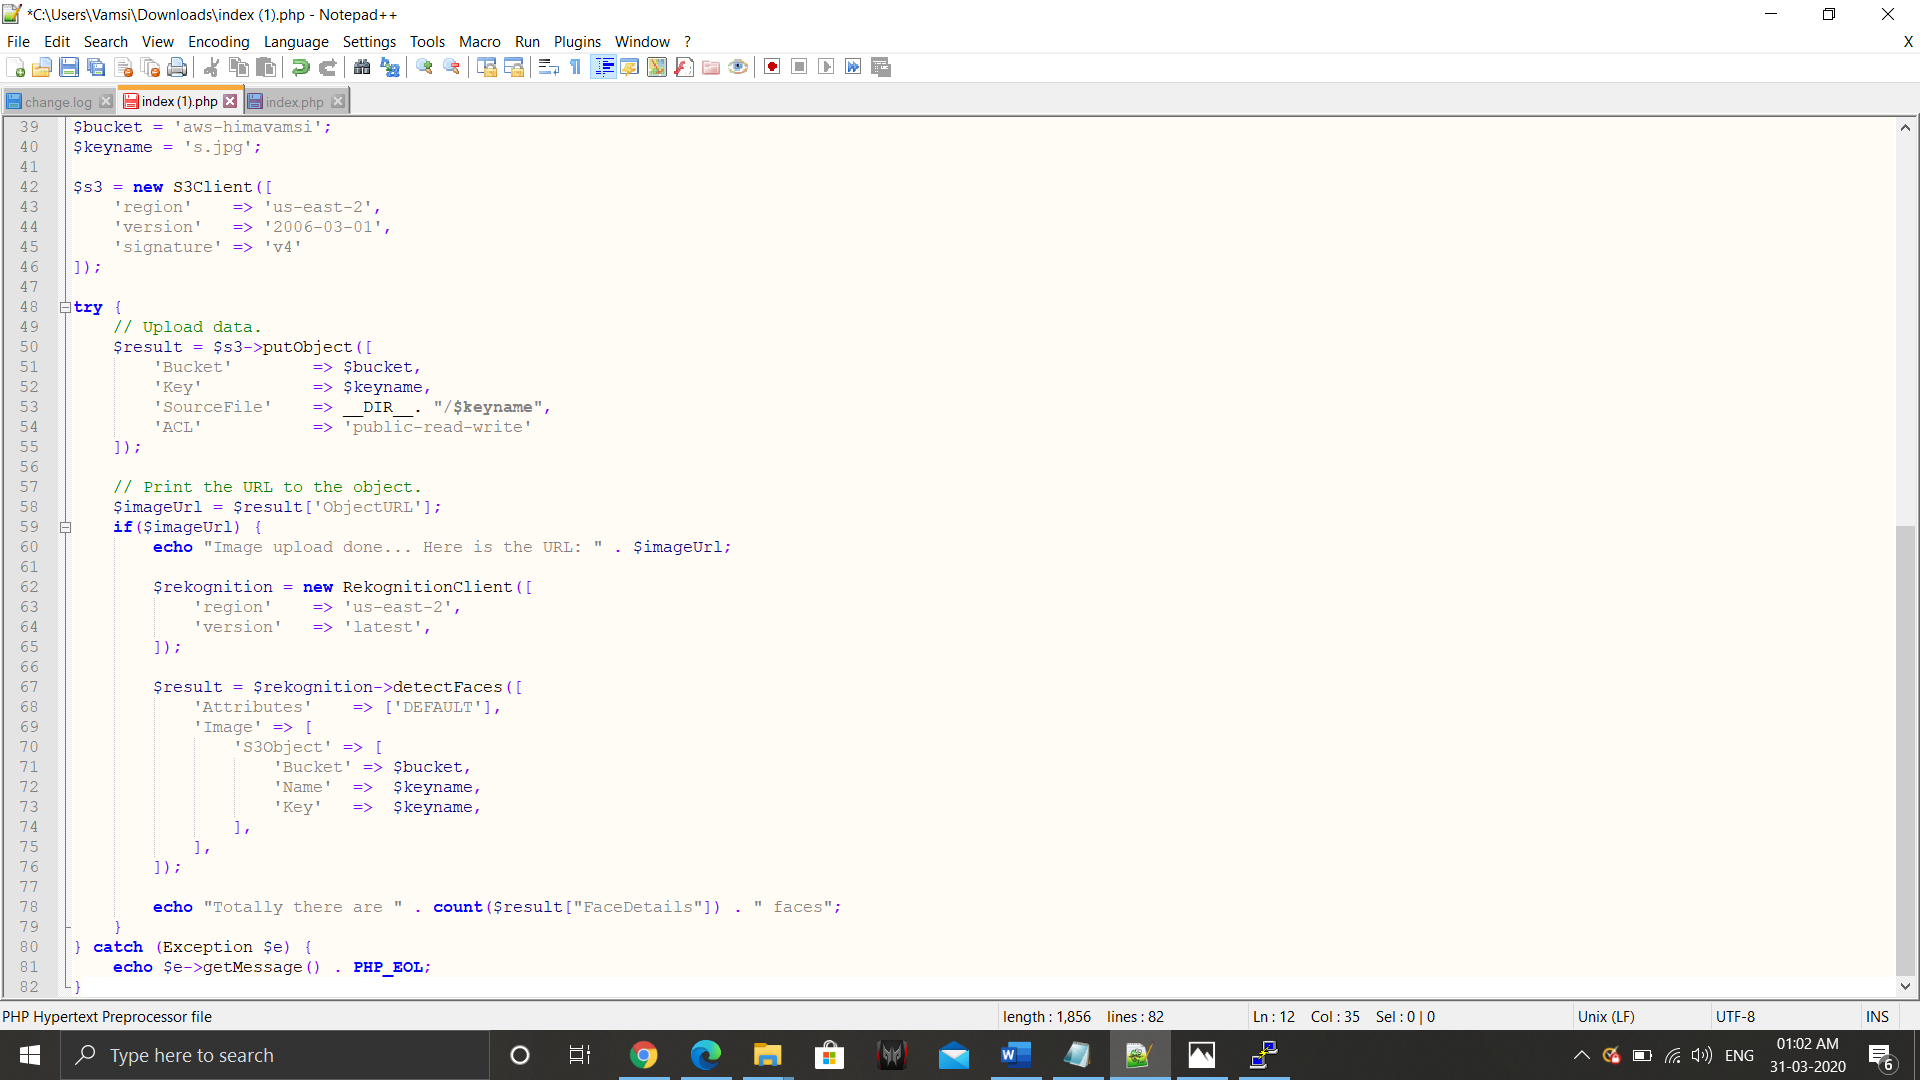 *C:\Users\Vamsi\Downloads\index (1).php - Notepad++
File Edit Search View Encoding Language Settings Tools Macro Run Plugins Window ? X
change.log index (1).php index.php
39 $bucket = 'aws-himavamsi';
40 $keyname = 's.jpg';
41
42 $s3 = new S3Client([
43 'region' => 'us-east-2',
44 'version' => '2006-03-01',
45 'signature' => 'v4'
46 ]);
47
48 try {
49 // Upload data.
50 $result = $s3->putObject([
51 'Bucket' => $bucket,
52 'Key' => $keyname,
53 'SourceFile' => __DIR__. "/$keyname",
54 'ACL' => 'public-read-write'
55 ]);
56
57 // Print the URL to the object.
58 $imageUrl = $result['ObjectURL'];
59 if($imageUrl) {
60 echo "Image upload done... Here is the URL: " . $imageUrl;
61
62 $rekognition = new RekognitionClient([
63 'region' => 'us-east-2',
64 'version' => 'latest',
65 ]);
66
67 $result = $rekognition->detectFaces([
68 'Attributes' => ['DEFAULT'],
69 'Image' => [
70 'S3Object' => [
71 'Bucket' => $bucket,
72 'Name' => $keyname,
73 'Key' => $keyname,
74 ],
75 ],
76 ]);
77
78 echo "Totally there are " . count($result["FaceDetails"]) . " faces";
79 }
80 } catch (Exception $e) {
81 echo $e->getMessage() . PHP_EOL;
82 }
PHP Hypertext Preprocessor file length : 1,856 lines : 82 Ln : 12 Col : 35 Sel : 0 | 0 Unix (LF) UTF-8 INS
Type here to search ENG 01:02 AM
31-03-2020 6